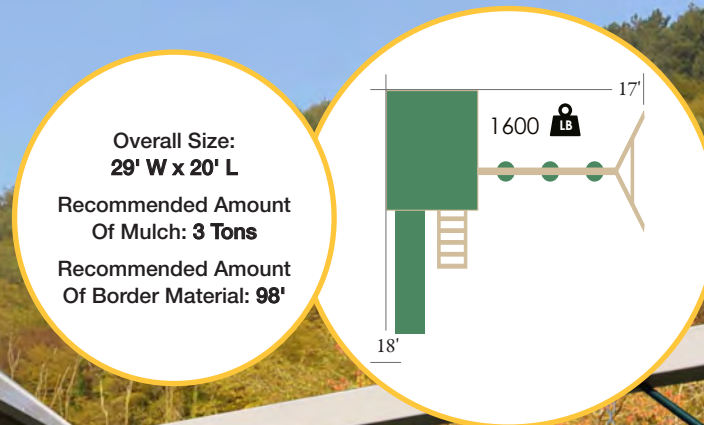 Overall Size:
29' W x 20' L
Recommended Amount
Of Mulch: 3 Tons
Recommended Amount
Of Border Material: 98'
17'
1600 LB
18'